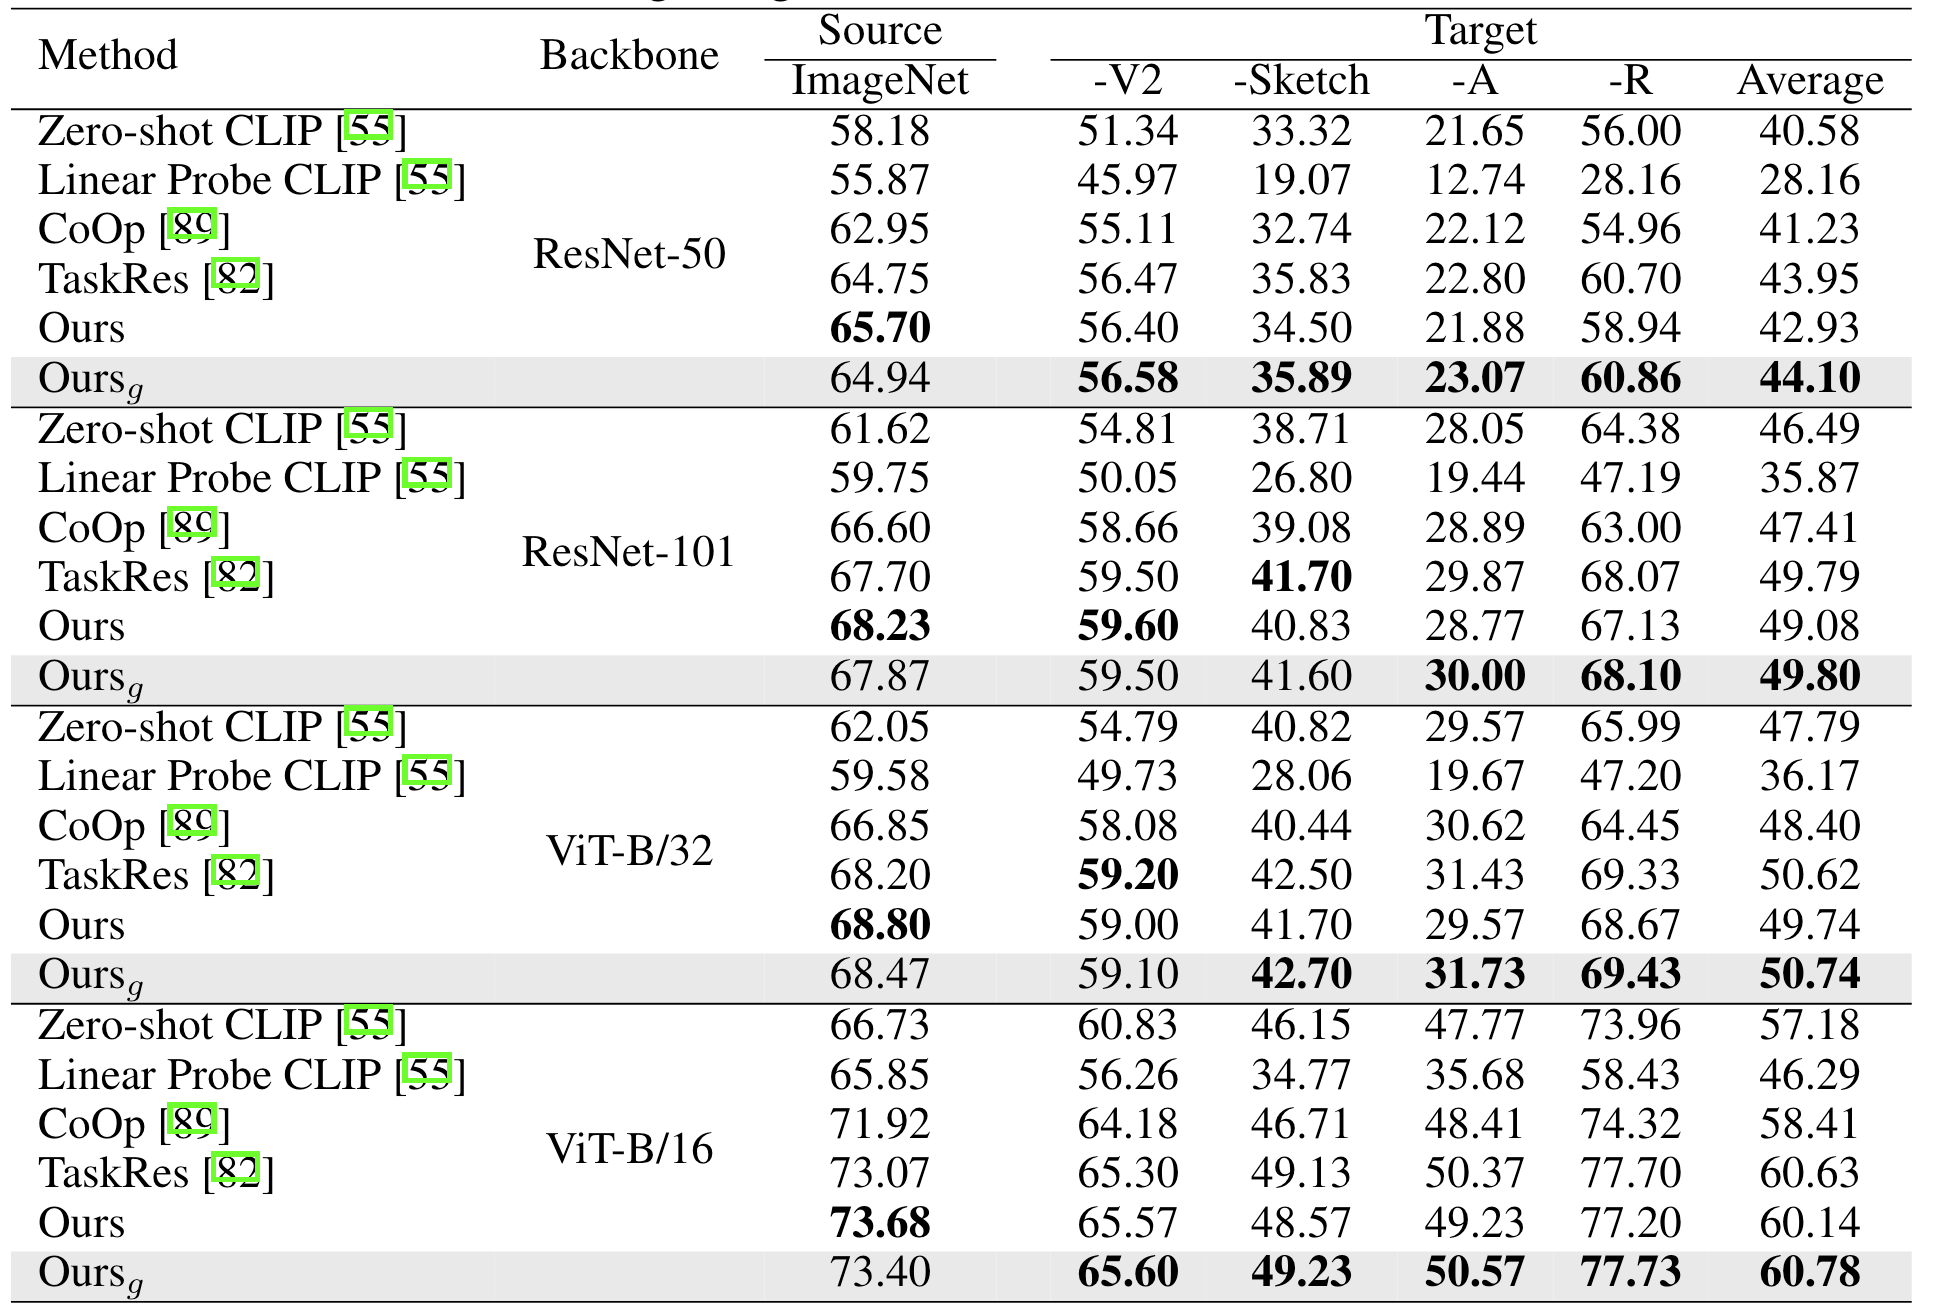 Source Target
Method Backbone
ImageNet -V2 -Sketch -A -R Average
Zero-shot CLIP [55] 58.18 51.34 33.32 21.65 56.00 40.58
Linear Probe CLIP [55] 55.87 45.97 19.07 12.74 28.16 28.16
CoOp [89] 62.95 55.11 32.74 22.12 54.96 41.23
ResNet-50
TaskRes [82] 64.75 56.47 35.83 22.80 60.70 43.95
Ours 65.70 56.40 34.50 21.88 58.94 42.93
Ours_g 64.94 56.58 35.89 23.07 60.86 44.10
Zero-shot CLIP [55] 61.62 54.81 38.71 28.05 64.38 46.49
Linear Probe CLIP [55] 59.75 50.05 26.80 19.44 47.19 35.87
CoOp [89] 66.60 58.66 39.08 28.89 63.00 47.41
ResNet-101
TaskRes [82] 67.70 59.50 41.70 29.87 68.07 49.79
Ours 68.23 59.60 40.83 28.77 67.13 49.08
Ours_g 67.87 59.50 41.60 30.00 68.10 49.80
Zero-shot CLIP [55] 62.05 54.79 40.82 29.57 65.99 47.79
Linear Probe CLIP [55] 59.58 49.73 28.06 19.67 47.20 36.17
CoOp [89] 66.85 58.08 40.44 30.62 64.45 48.40
ViT-B/32
TaskRes [82] 68.20 59.20 42.50 31.43 69.33 50.62
Ours 68.80 59.00 41.70 29.57 68.67 49.74
Ours_g 68.47 59.10 42.70 31.73 69.43 50.74
Zero-shot CLIP [55] 66.73 60.83 46.15 47.77 73.96 57.18
Linear Probe CLIP [55] 65.85 56.26 34.77 35.68 58.43 46.29
CoOp [89] 71.92 64.18 46.71 48.41 74.32 58.41
ViT-B/16
TaskRes [82] 73.07 65.30 49.13 50.37 77.70 60.63
Ours 73.68 65.57 48.57 49.23 77.20 60.14
Ours_g 73.40 65.60 49.23 50.57 77.73 60.78